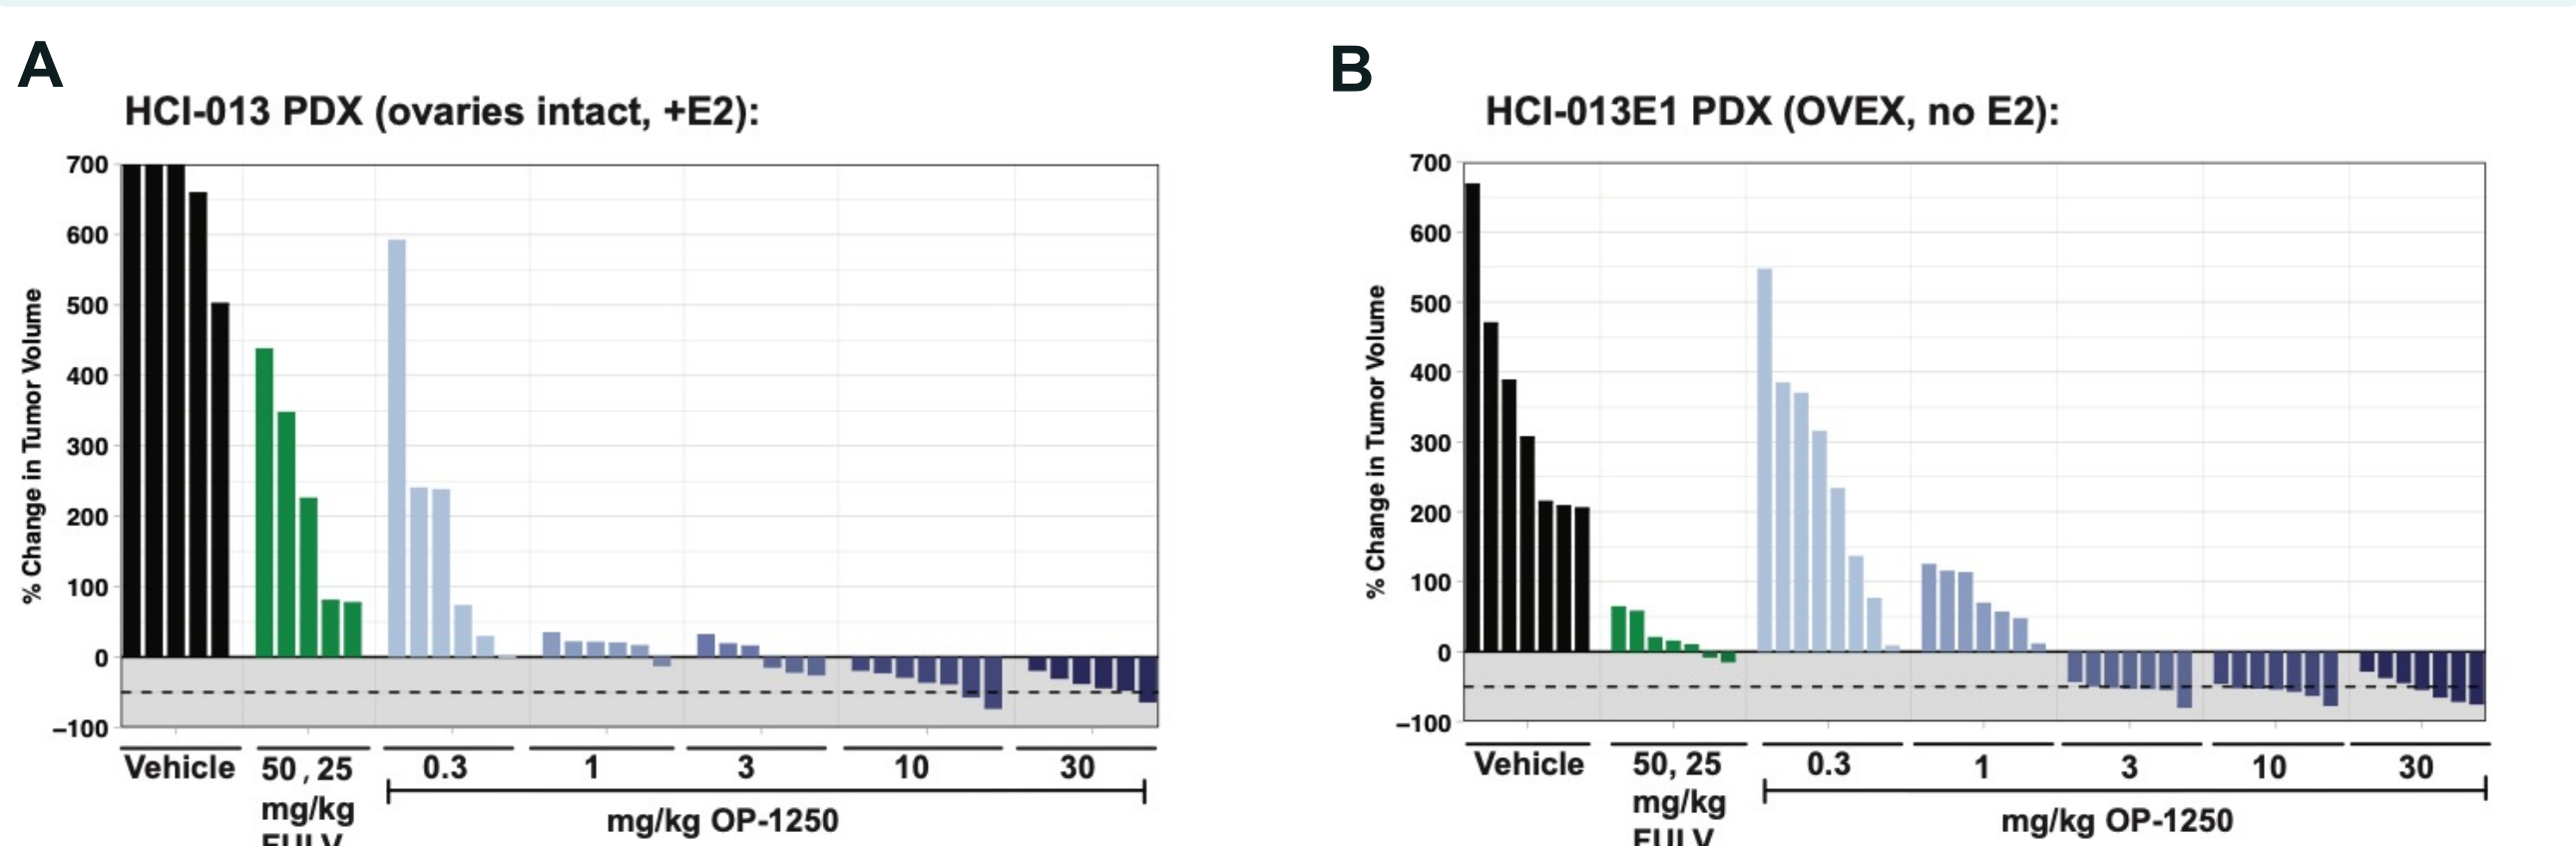 A
HCI-013 PDX (ovaries intact, +E2):
% Change in Tumor Volume
700
600
500
400
300
200
100
0
−100
Vehicle
50, 25
mg/kg
FULV
0.3
1
3
10
30
mg/kg OP-1250
B
HCI-013E1 PDX (OVEX, no E2):
% Change in Tumor Volume
700
600
500
400
300
200
100
0
−100
Vehicle
50, 25
mg/kg
FULV
0.3
1
3
10
30
mg/kg OP-1250